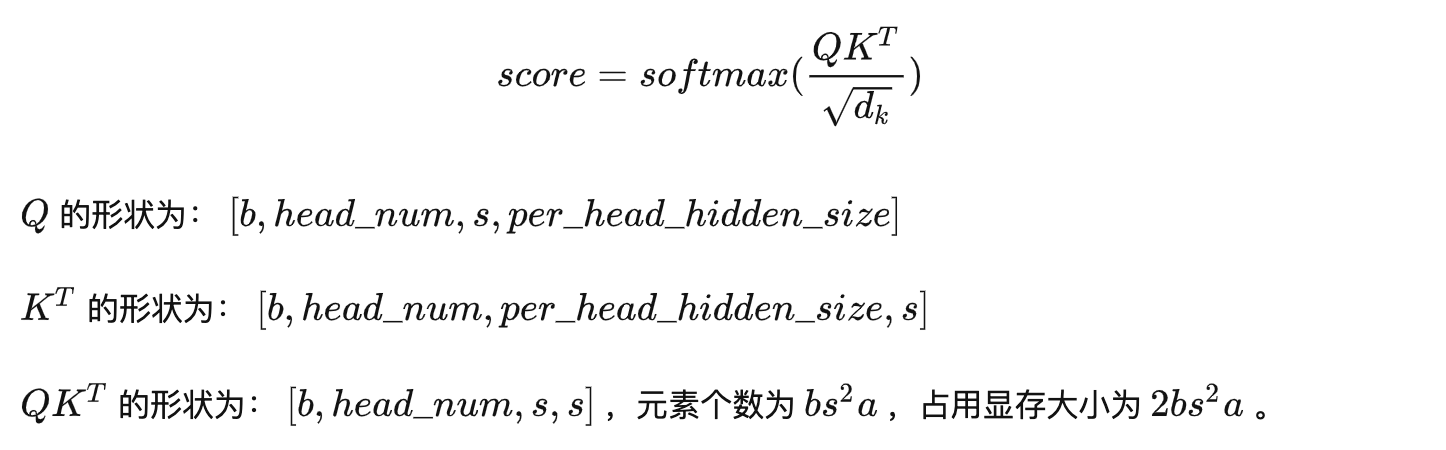 $score = softmax(\frac{QK^T}{\sqrt{d_k}})$
$Q$ 的形状为： $[b, head\_num, s, per\_head\_hidden\_size]$
$K^T$ 的形状为： $[b, head\_num, per\_head\_hidden\_size, s]$
$QK^T$ 的形状为： $[b, head\_num, s, s]$ ，元素个数为 $bs^2a$ ，占用显存大小为 $2bs^2a$ 。